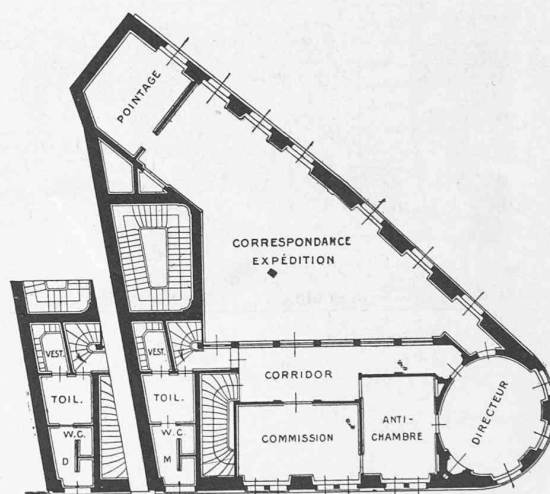 POINTAGE
CORRESPONDANCE
EXPÉDITION
VEST.
VEST.
CORRIDOR
TOIL.
TOIL.
DIRECTEUR
ANTI-
CHAMBRE
COMMISSION
W.C.
W.C.
D
M